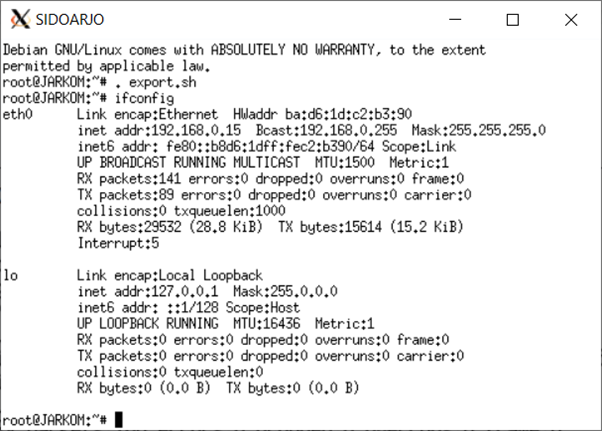 SIDOARJO
Debian GNU/Linux comes with ABSOLUTELY NO WARRANTY, to the extent
permitted by applicable law.
root@JARKOM:~# . export.sh
root@JARKOM:~# ifconfig
eth0      Link encap:Ethernet  HWaddr ba:d6:1d:c2:b3:90
          inet addr:192.168.0.15  Bcast:192.168.0.255  Mask:255.255.255.0
          inet6 addr: fe80::b8d6:1dff:fec2:b390/64 Scope:Link
          UP BROADCAST RUNNING MULTICAST  MTU:1500  Metric:1
          RX packets:141 errors:0 dropped:0 overruns:0 frame:0
          TX packets:89 errors:0 dropped:0 overruns:0 carrier:0
          collisions:0 txqueuelen:1000
          RX bytes:29532 (28.8 KiB)  TX bytes:15614 (15.2 KiB)
          Interrupt:5
lo        Link encap:Local Loopback
          inet addr:127.0.0.1  Mask:255.0.0.0
          inet6 addr: ::1/128 Scope:Host
          UP LOOPBACK RUNNING  MTU:16436  Metric:1
          RX packets:0 errors:0 dropped:0 overruns:0 frame:0
          TX packets:0 errors:0 dropped:0 overruns:0 carrier:0
          collisions:0 txqueuelen:0
          RX bytes:0 (0.0 B)  TX bytes:0 (0.0 B)
root@JARKOM:~#